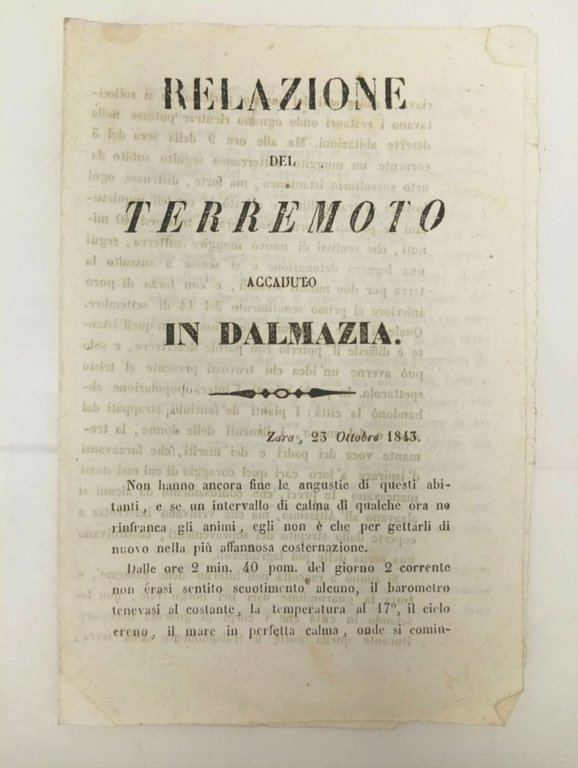 RELAZIONE
DEL
TERREMOTO
ACCADUTO
IN DALMAZIA.
Zara, 23 Ottobre 1843.
Non hanno ancora fine le angustie di questi abi-
tanti, e se un intervallo di calma di qualche ora ne
rinfranca gli animi, egli non è che per gettarli di
nuovo nella più affannosa costernazione.
Dalle ore 2 min. 40 pom. del giorno 2 corrente
non erasi sentito scuotimento alcuno, il barometro
tenevasi al costante, la temperatura al 17°, il cielo
ereno, il mare in perfetta calma, onde si comin-